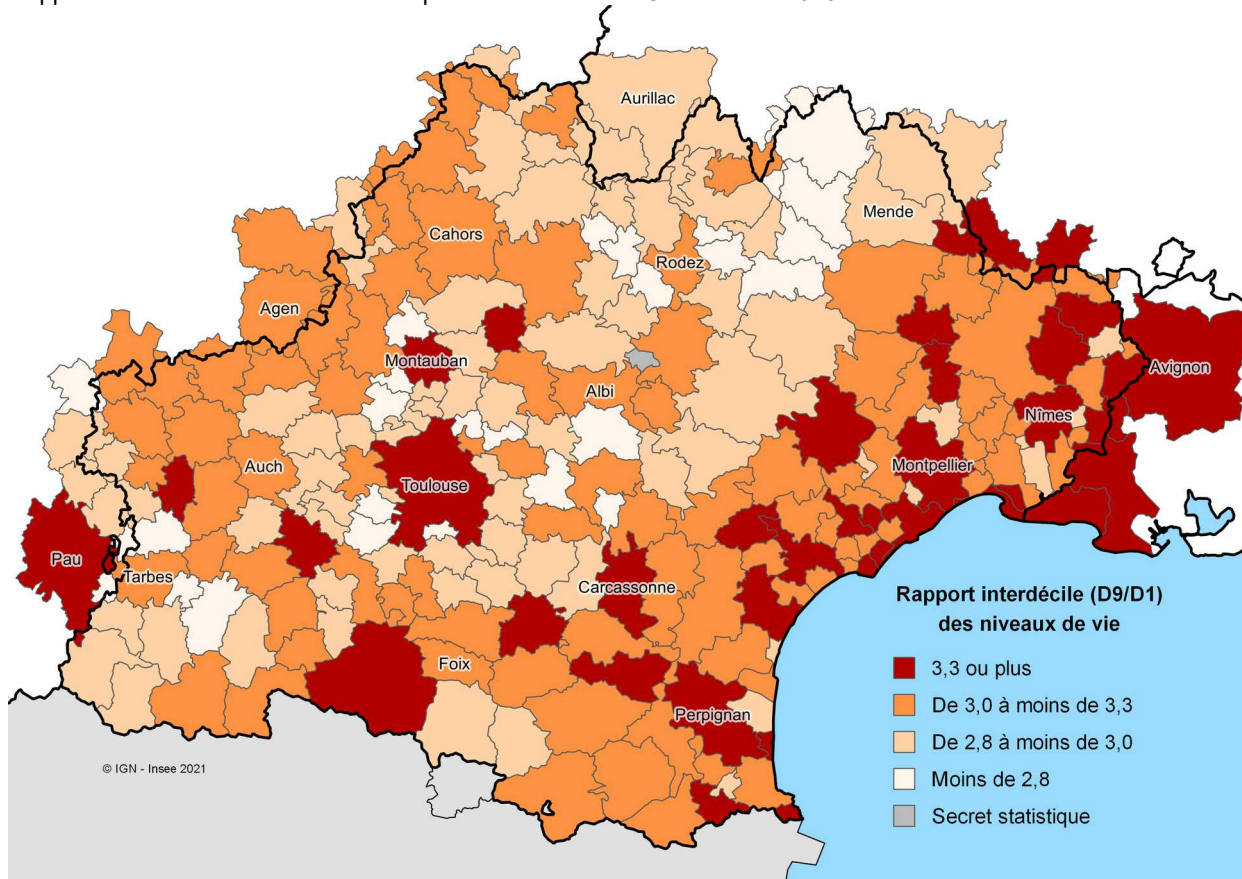 Aurillac
Mende
Cahors
Rodez
Agen
Montauban
Albi
Avignon
Nîmes
Auch
Toulouse
Montpellier
Pau
Tarbes
Carcassonne
Foix
Perpignan
Rapport interdécile (D9/D1)
des niveaux de vie
3,3 ou plus
De 3,0 à moins de 3,3
De 2,8 à moins de 3,0
Moins de 2,8
Secret statistique
© IGN - Insee 2021